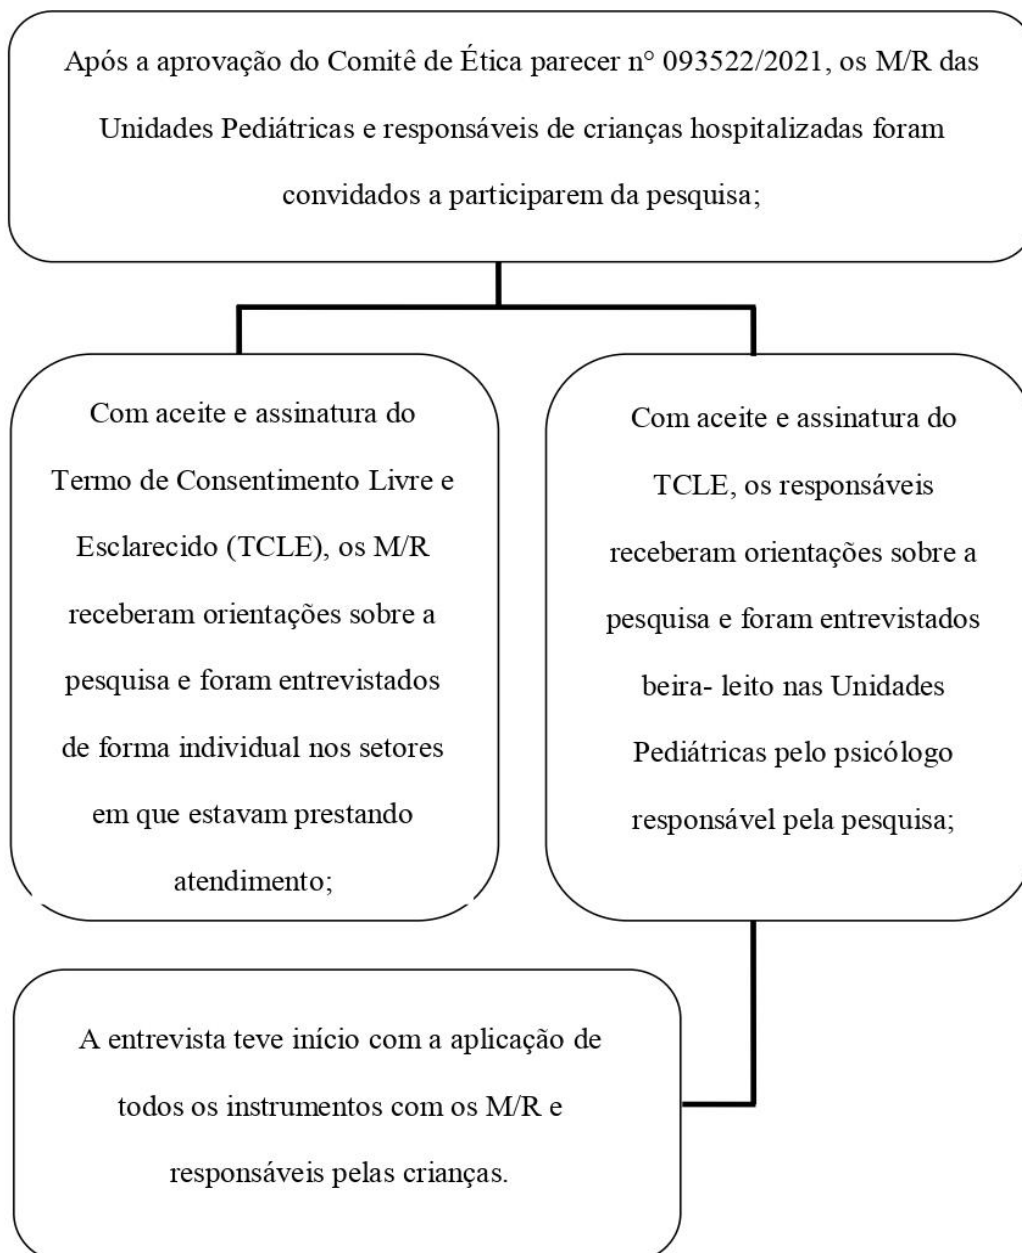 Após a aprovação do Comitê de Ética parecer n° 093522/2021, os M/R das
Unidades Pediátricas e responsáveis de crianças hospitalizadas foram
convidados a participarem da pesquisa;
Com aceite e assinatura do
Termo de Consentimento Livre e
Esclarecido (TCLE), os M/R
receberam orientações sobre a
pesquisa e foram entrevistados
de forma individual nos setores
em que estavam prestando
atendimento;
Com aceite e assinatura do
TCLE, os responsáveis
receberam orientações sobre a
pesquisa e foram entrevistados
beira- leito nas Unidades
Pediátricas pelo psicólogo
responsável pela pesquisa;
A entrevista teve início com a aplicação de
todos os instrumentos com os M/R e
responsáveis pelas crianças.